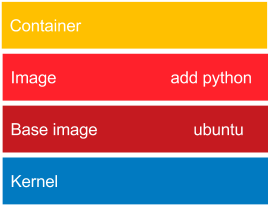 Container
Image add python
Base image ubuntu
Kernel